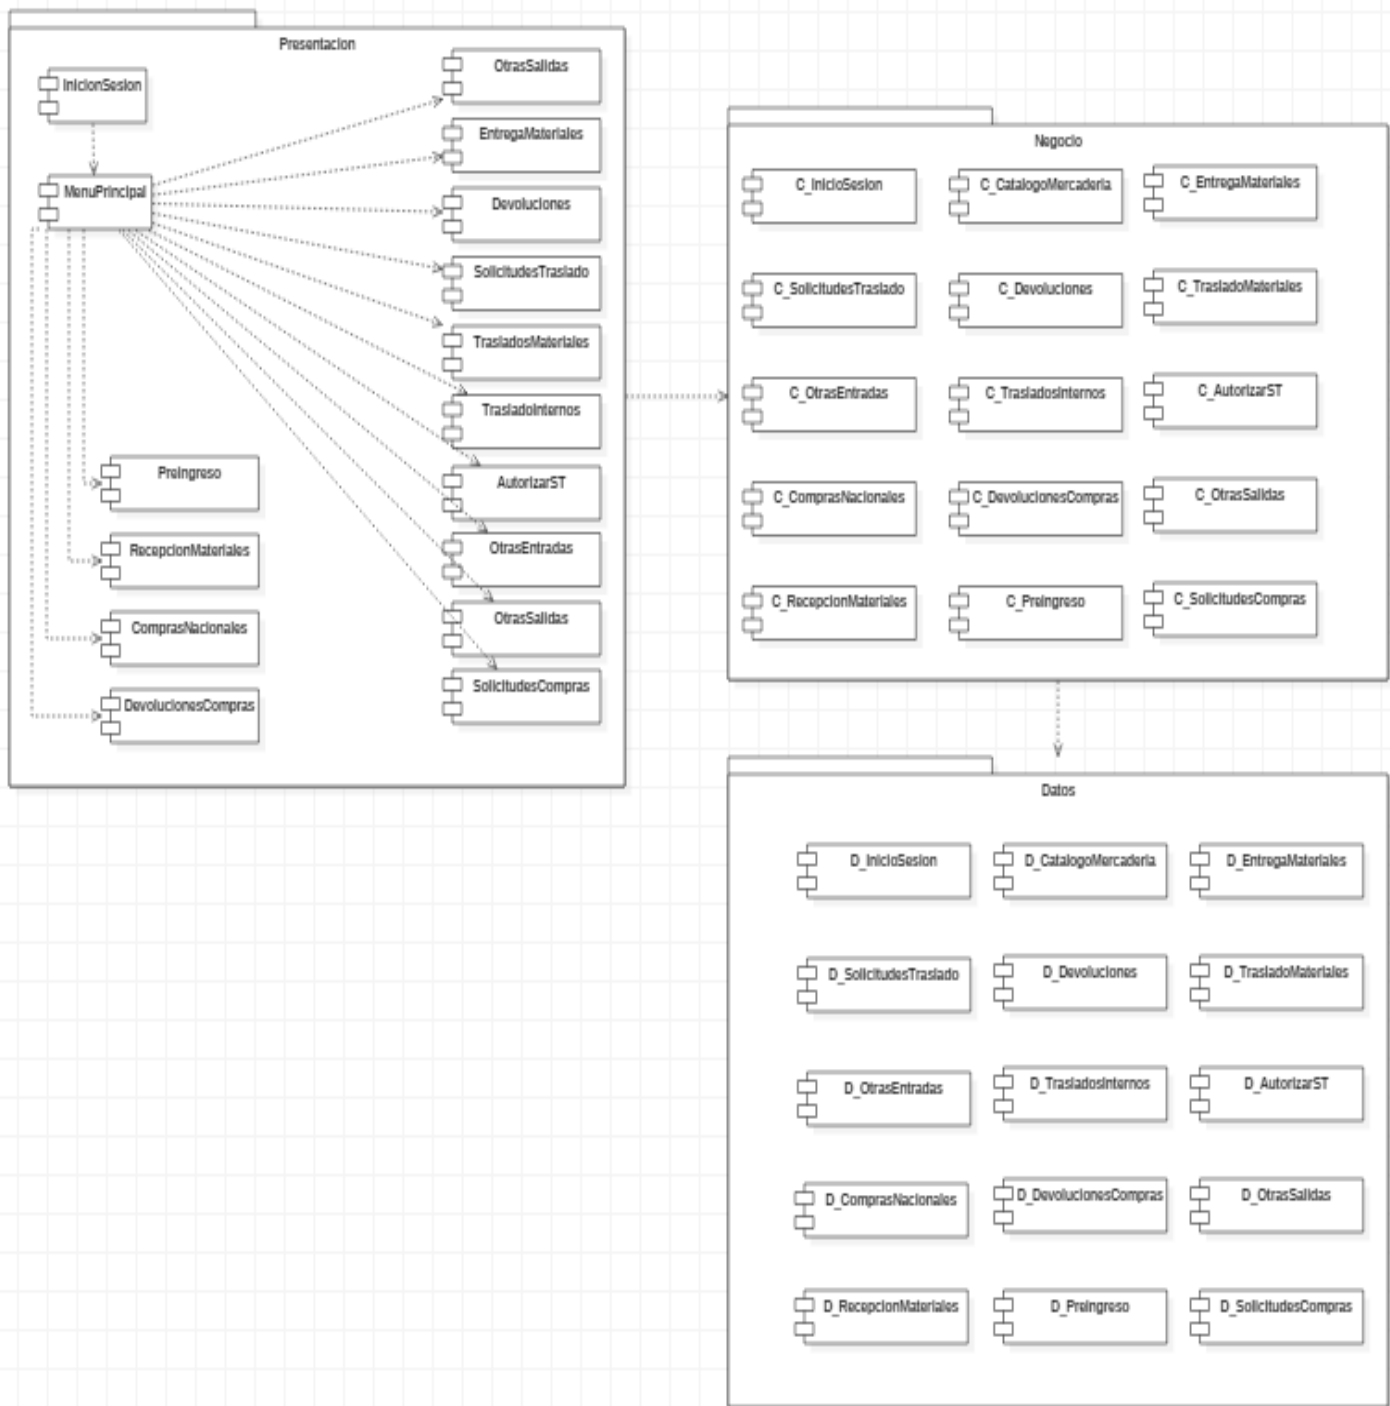 Presentacion
InicionSesion
MenuPrincipal
OtrasSalidas
EntregaMateriales
Devoluciones
SolicitudesTraslado
TrasladosMateriales
TrasladoInternos
AutorizarST
OtrasEntradas
OtrasSalidas
SolicitudesCompras
PreIngreso
RecepcionMateriales
ComprasNacionales
DevolucionesCompras
Negocio
C_InicioSesion
C_CatalogoMercaderia
C_EntregaMateriales
C_SolicitudesTraslado
C_Devoluciones
C_TrasladoMateriales
C_OtrasEntradas
C_TrasladosInternos
C_AutorizarST
C_ComprasNacionales
C_DevolucionesCompras
C_OtrasSalidas
C_RecepcionMateriales
C_PreIngreso
C_SolicitudesCompras
Datos
D_InicioSesion
D_CatalogoMercaderia
D_EntregaMateriales
D_SolicitudesTraslado
D_Devoluciones
D_TrasladoMateriales
D_OtrasEntradas
D_TrasladosInternos
D_AutorizarST
D_ComprasNacionales
D_DevolucionesCompras
D_OtrasSalidas
D_RecepcionMateriales
D_PreIngreso
D_SolicitudesCompras